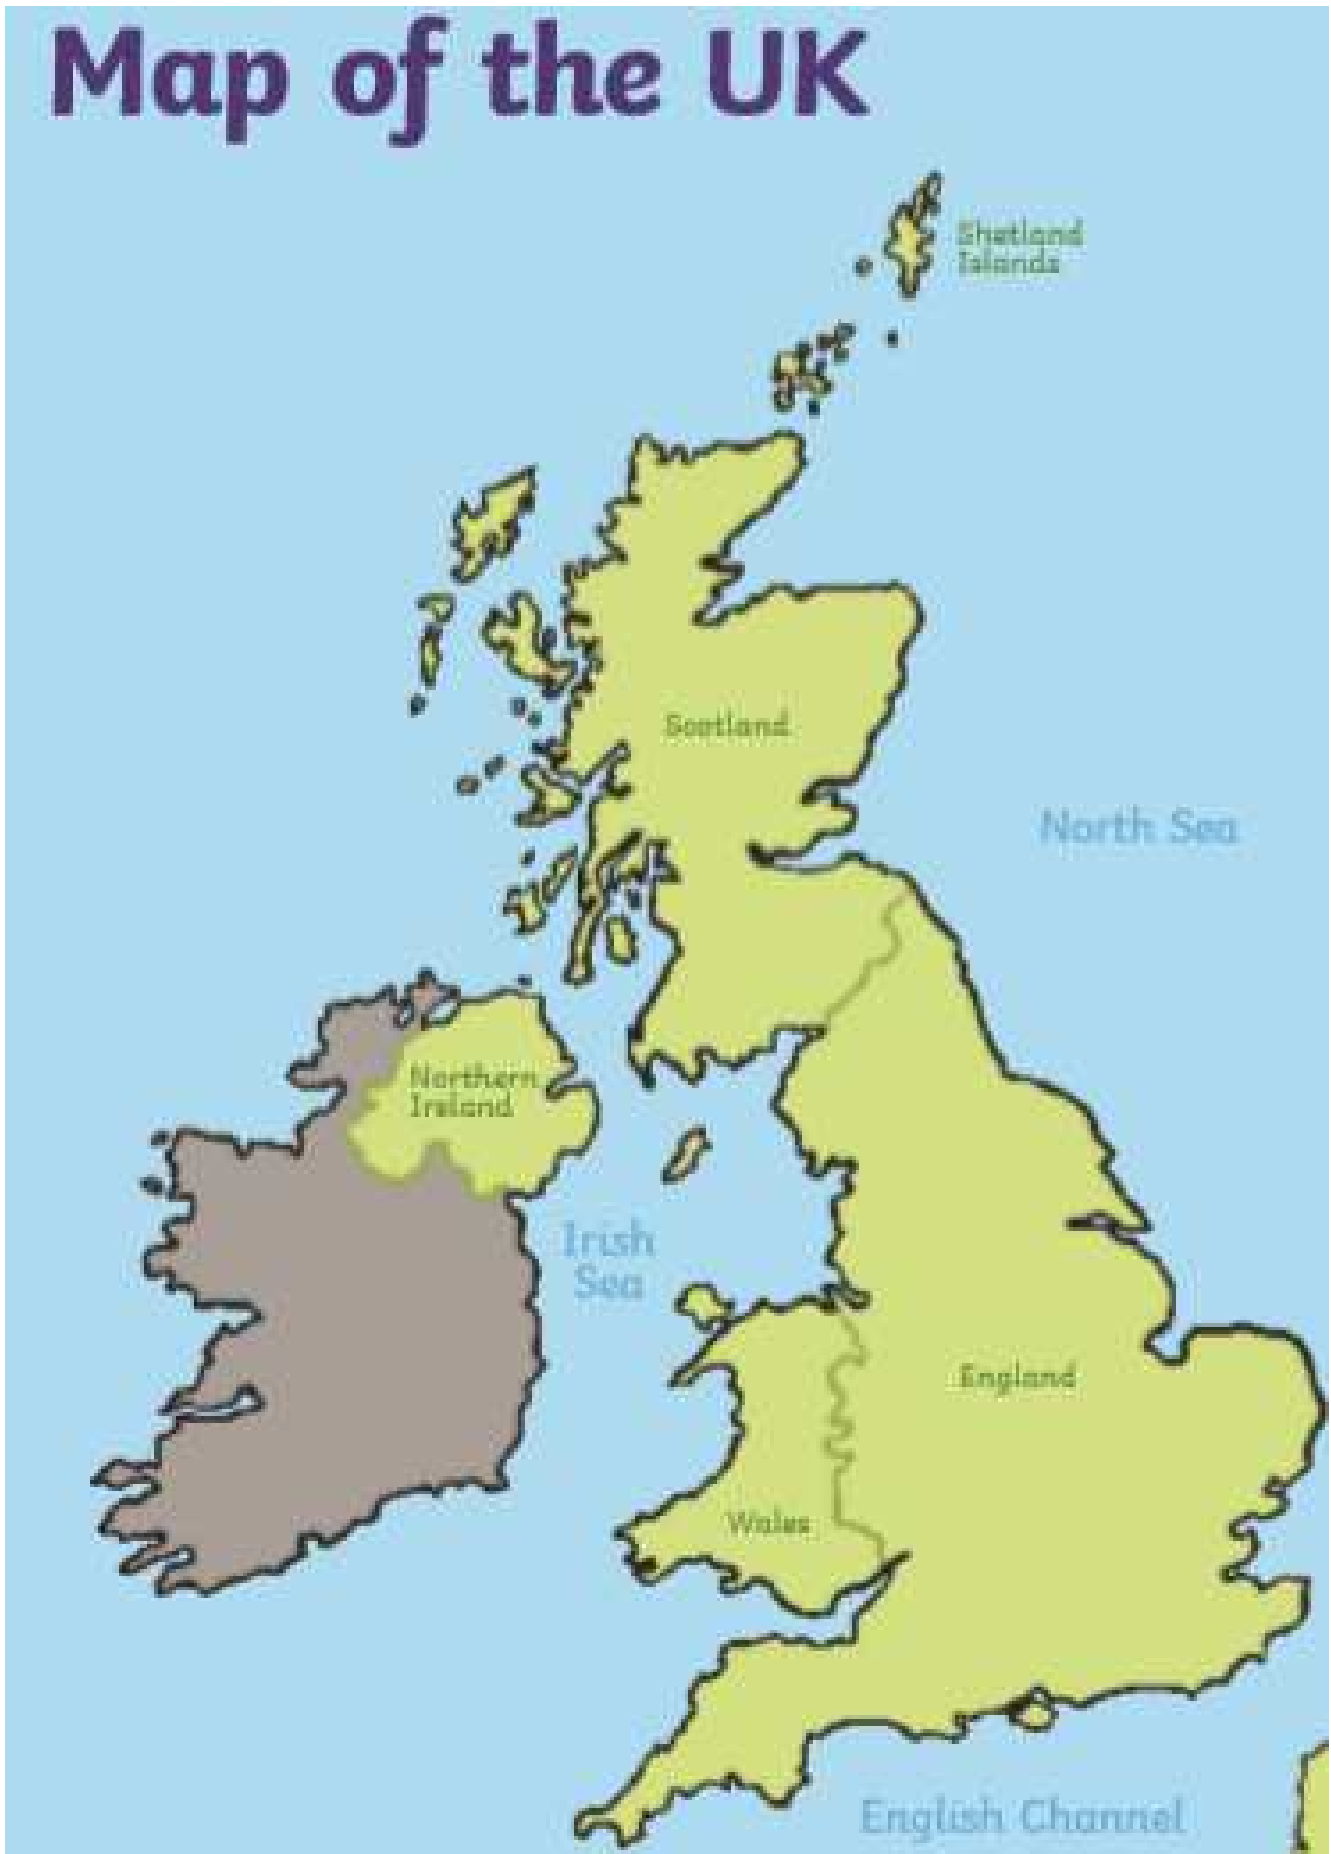 Map of the UK
Shetland
Islands
Scotland
North Sea
Northern
Ireland
Irish
Sea
England
Wales
English Channel